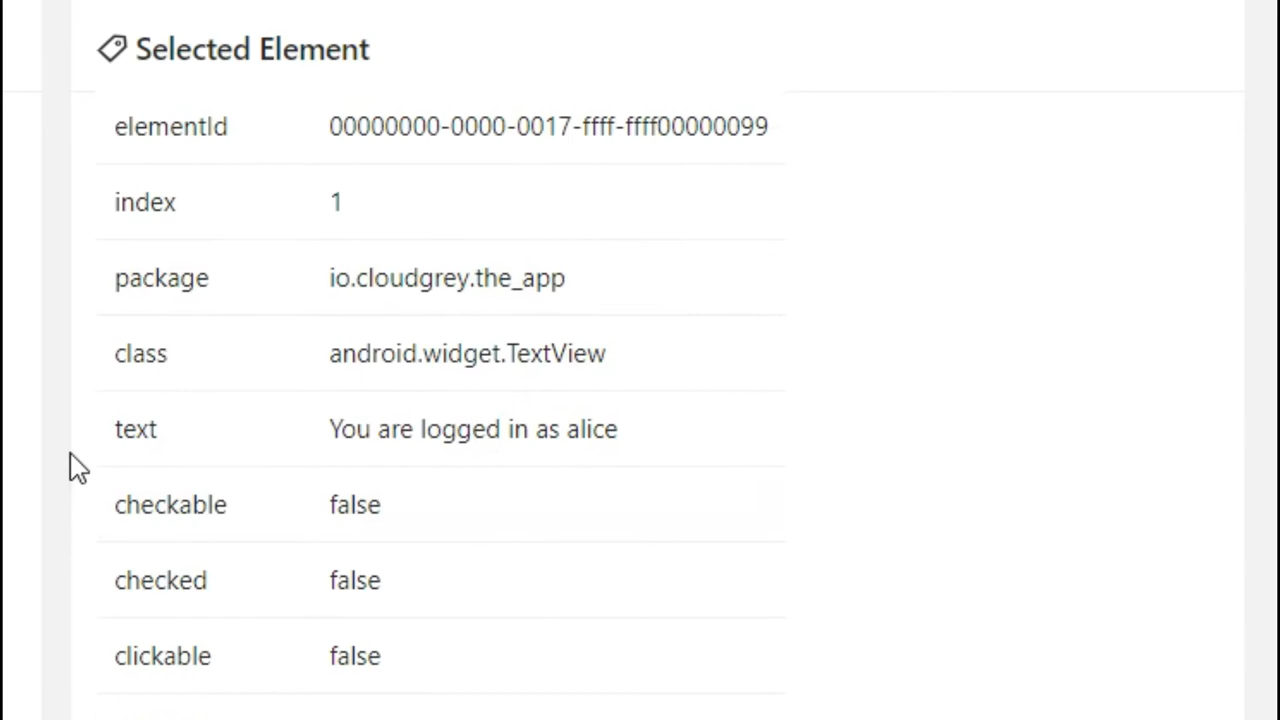 Selected Element
elementId 00000000-0000-0017-ffff-ffff00000099
index 1
package io.cloudgrey.the_app
class android.widget.TextView
text You are logged in as alice
checkable false
checked false
clickable false